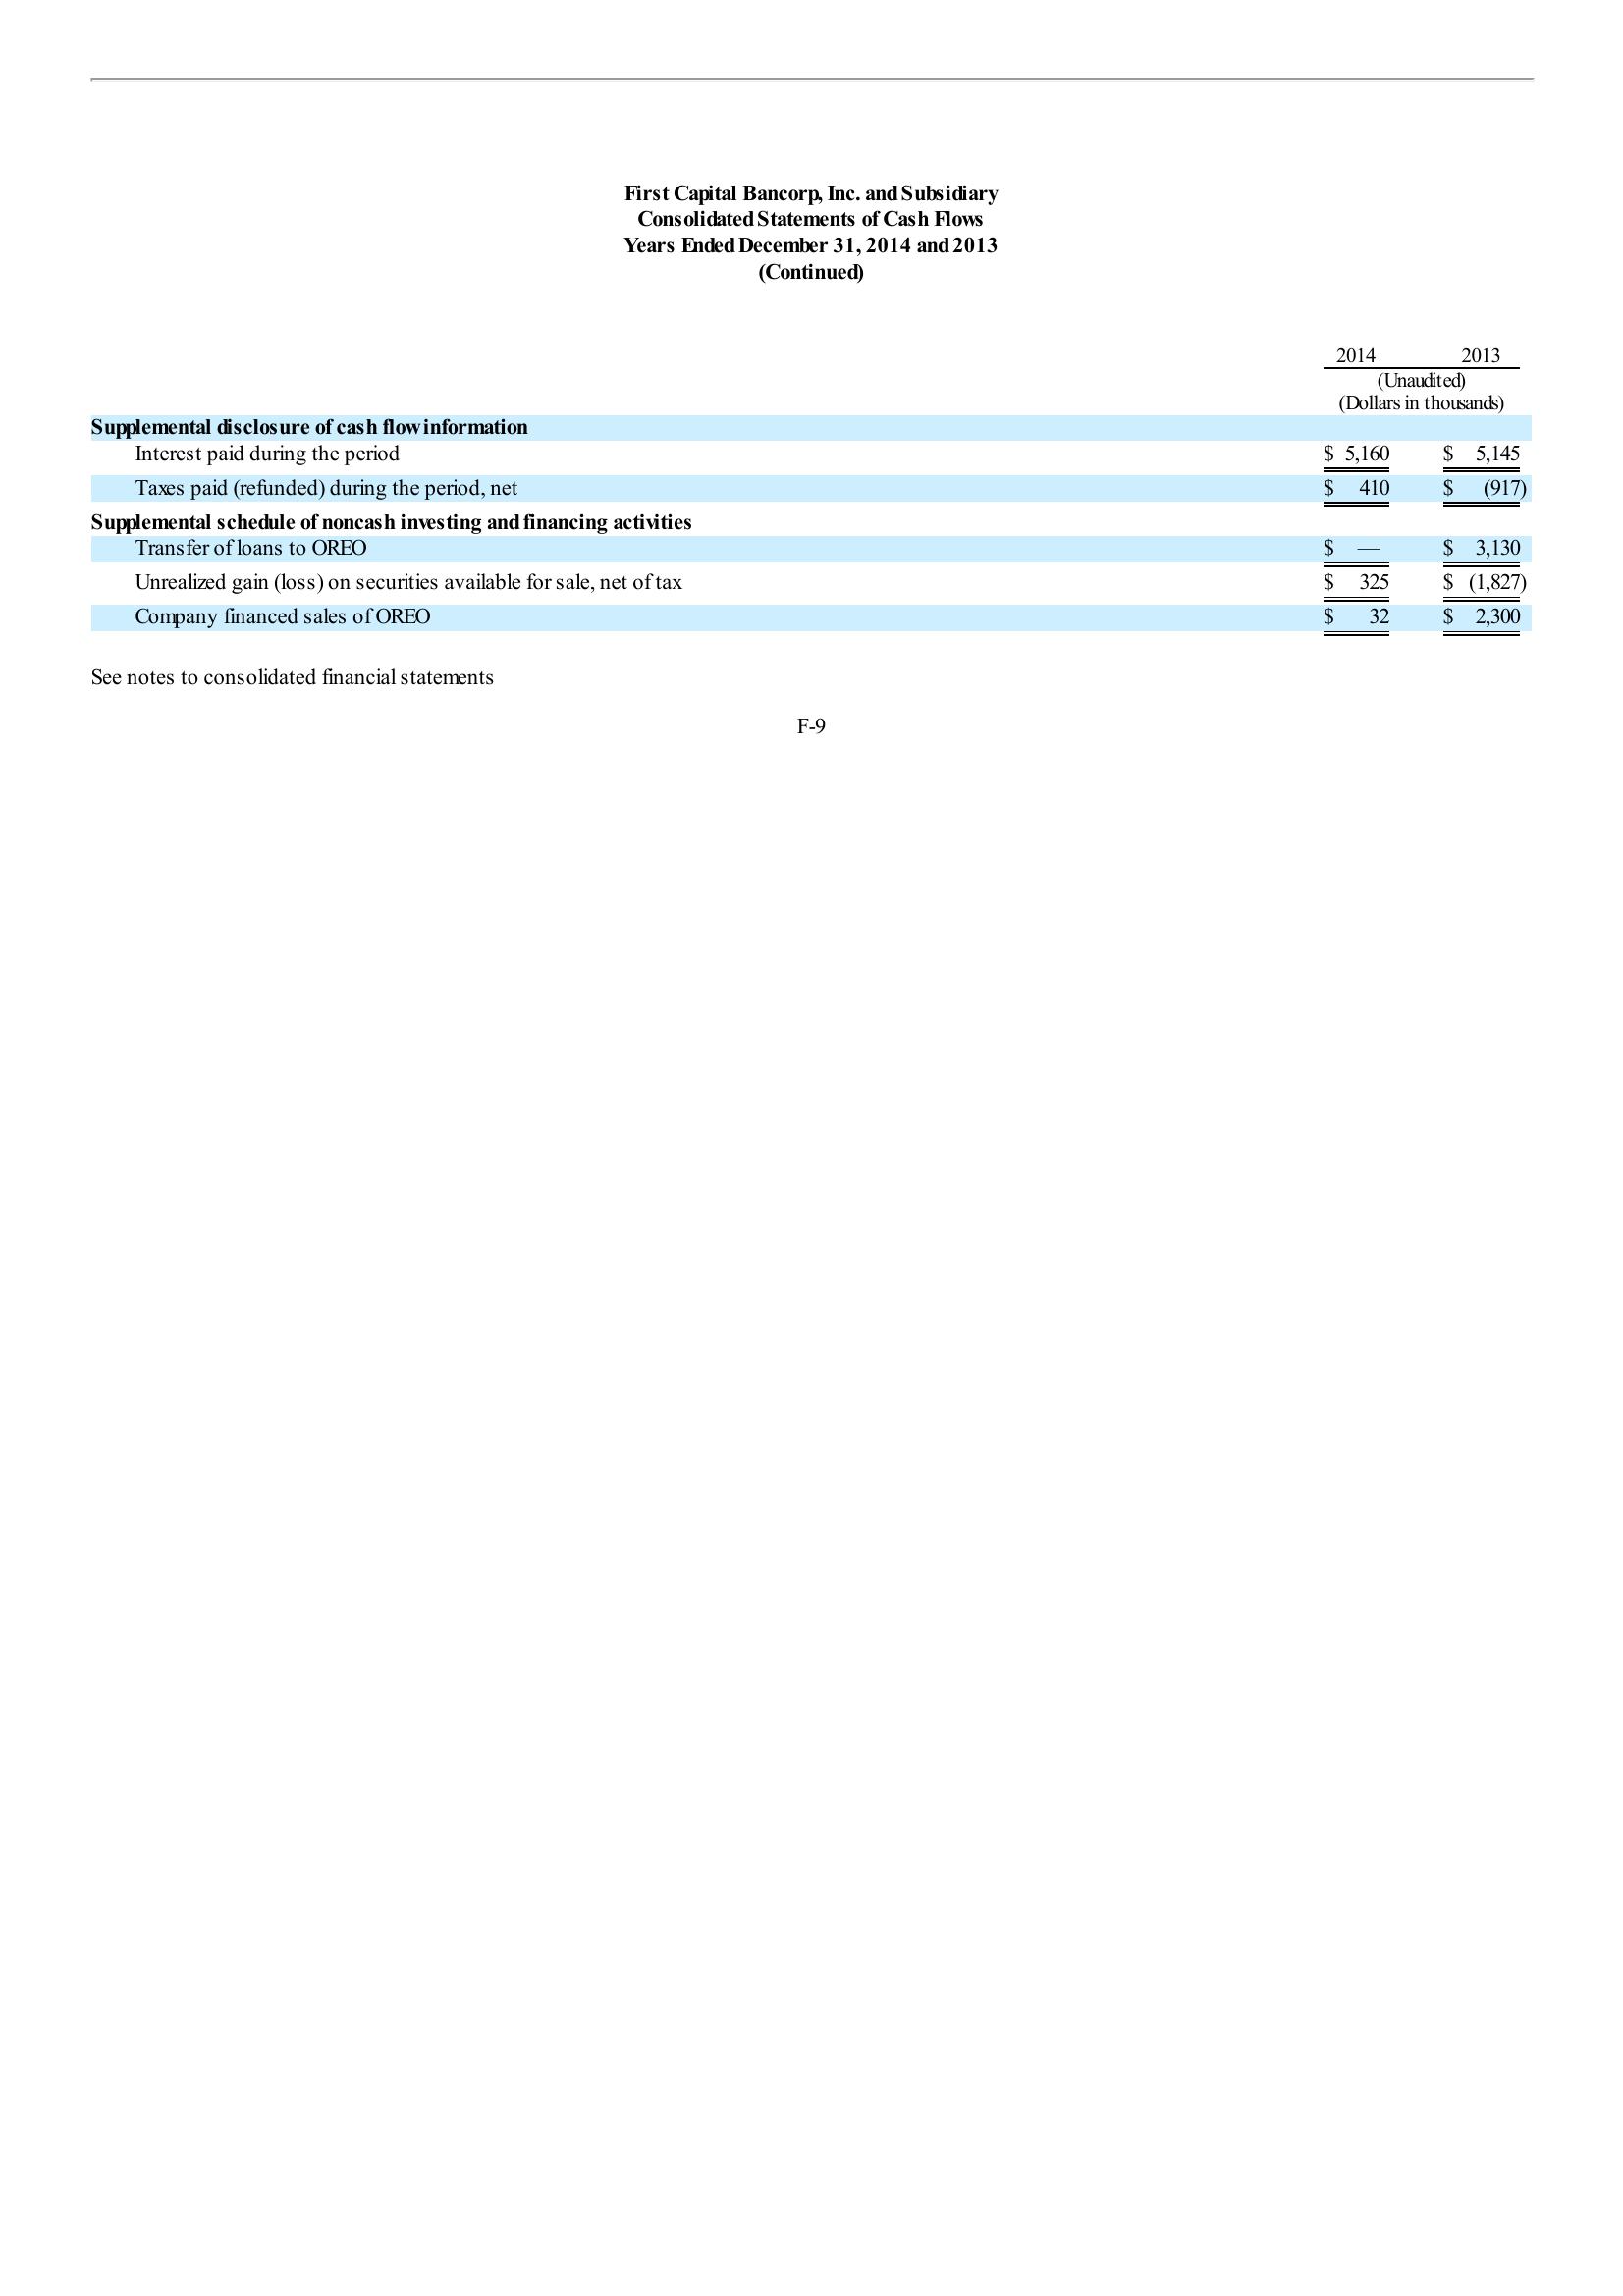 First Capital Bancorp, Inc. and Subsidiary
Consolidated Statements of Cash Flows
Years Ended December 31, 2014 and 2013
(Continued)
2014 2013
(Unaudited)
(Dollars in thousands)
Supplemental disclosure of cash flow information
Interest paid during the period $ 5,160 $ 5,145
Taxes paid (refunded) during the period, net $ 410 $ (917)
Supplemental schedule of noncash investing and financing activities
Transfer of loans to OREO $ — $ 3,130
Unrealized gain (loss) on securities available for sale, net of tax $ 325 $ (1,827)
Company financed sales of OREO $ 32 $ 2,300
See notes to consolidated financial statements
F-9